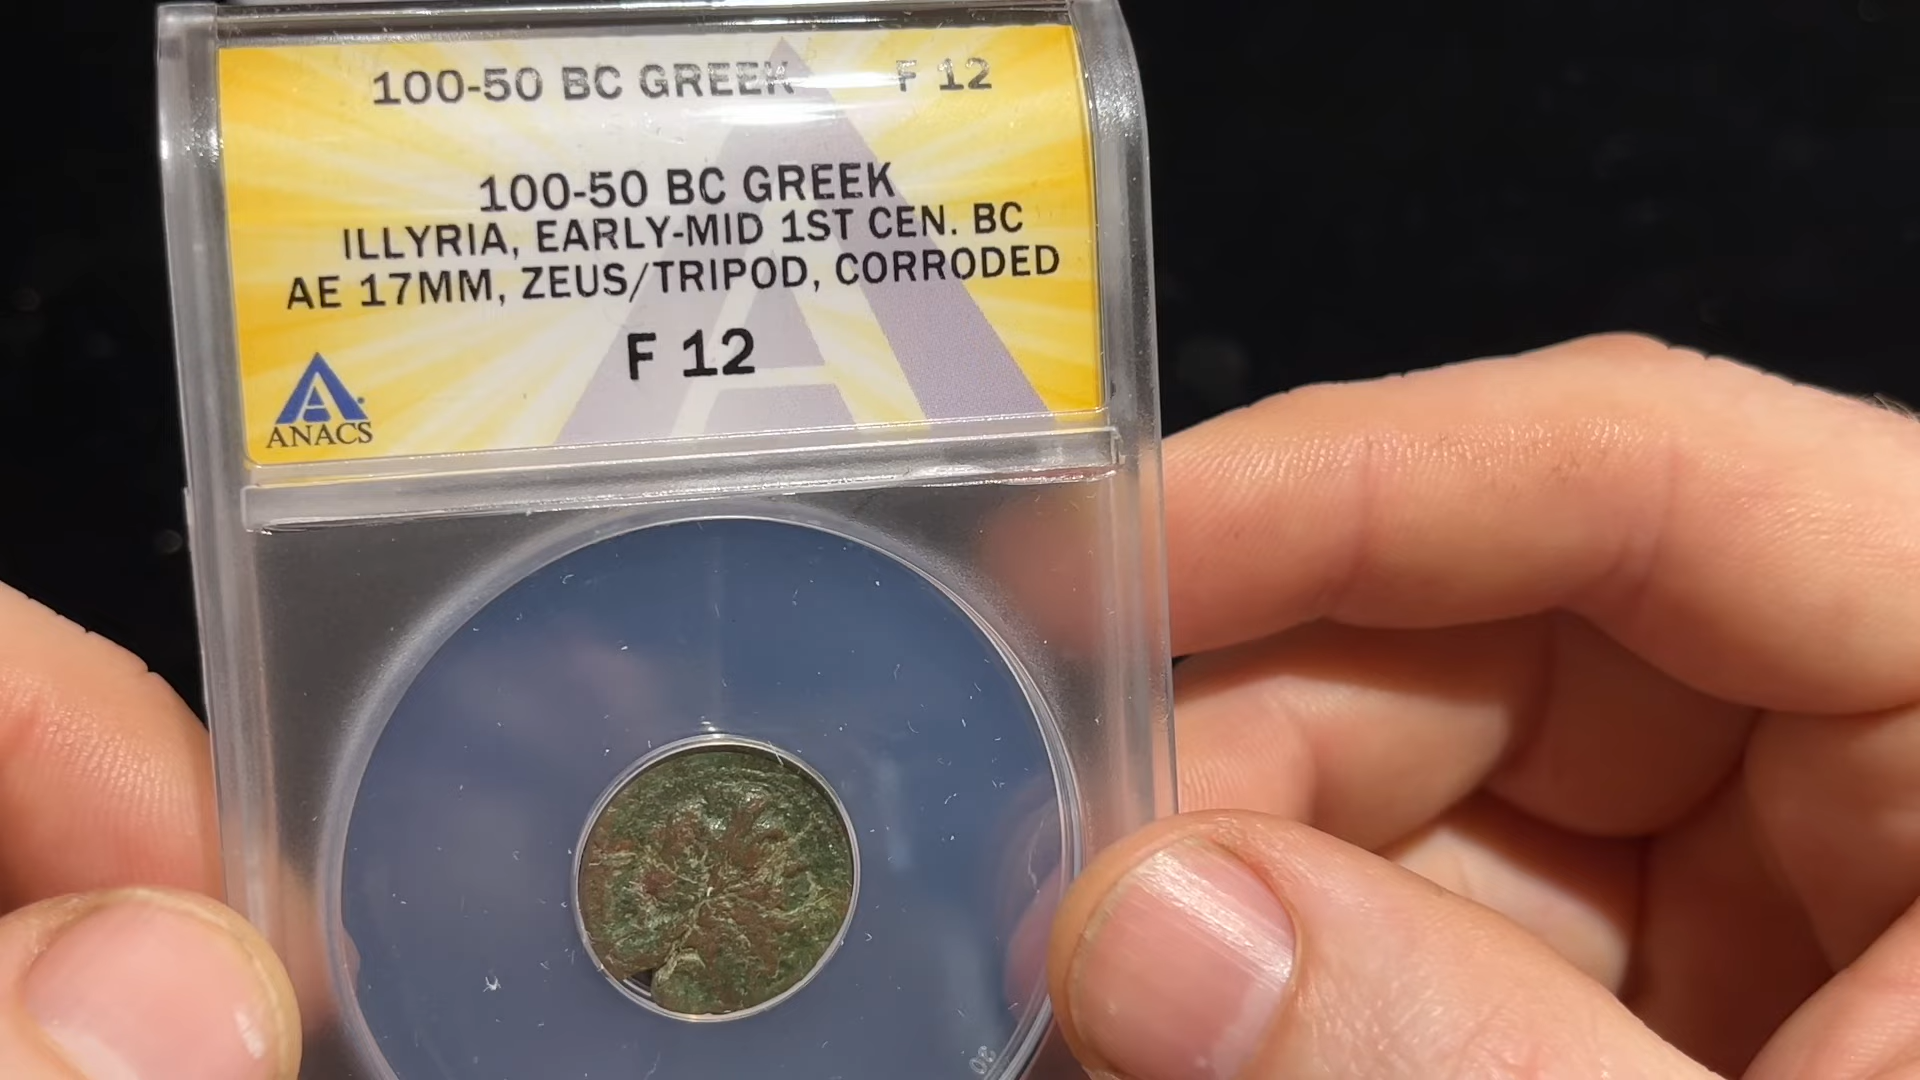 100-50 BC GREEK F 12
100-50 BC GREEK
ILLYRIA, EARLY-MID 1ST CEN. BC
AE 17MM, ZEUS/TRIPOD, CORRODED
F 12
ANACS